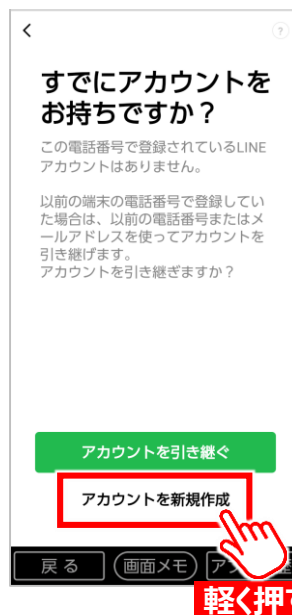 すでにアカウントを
お持ちですか？
この電話番号で登録されているLINE
アカウントはありません。
以前の端末の電話番号で登録してい
た場合は、以前の電話番号またはメ
ールアドレスを使ってアカウントを
引き継げます。
アカウントを引き継ぎますか？
アカウントを引き継ぐ
アカウントを新規作成
戻る
画面メモ
軽く押す